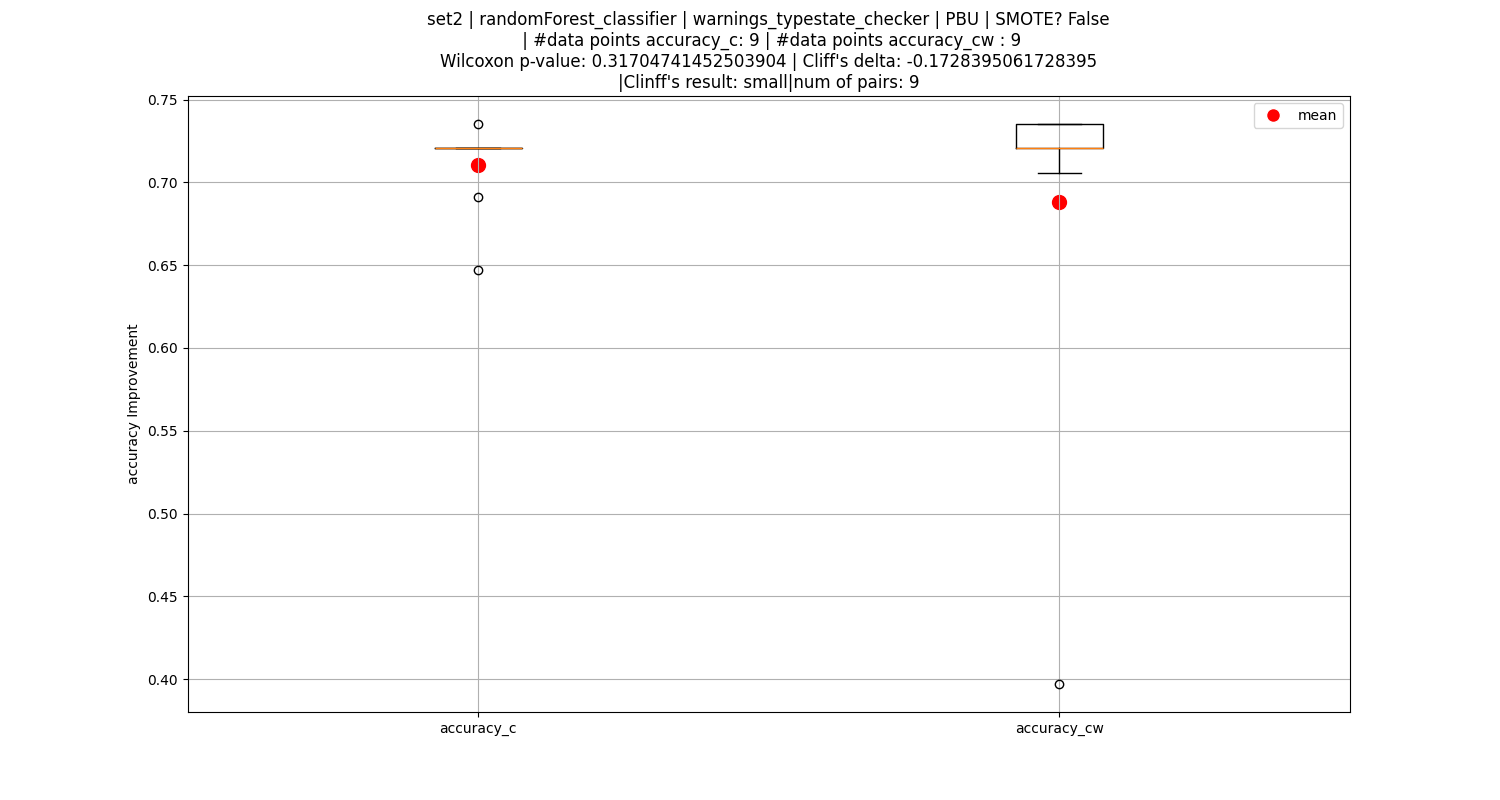 set2 | randomForest_classifier | warnings_typestate_checker | PBU | SMOTE? False
| #data points accuracy_c: 9 | #data points accuracy_cw : 9
Wilcoxon p-value: 0.31704741452503904 | Cliff's delta: -0.1728395061728395
|Clinff's result: small|num of pairs: 9
mean
0.75
0.70
0.65
0.60
0.55
0.50
0.45
0.40
accuracy Improvement
accuracy_c
accuracy_cw